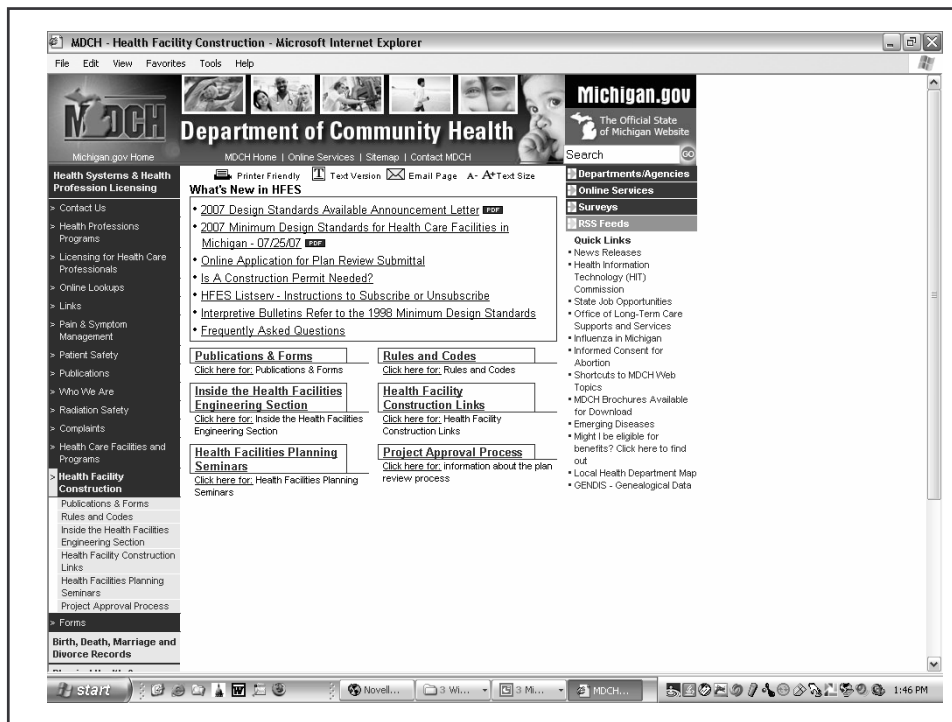 MDCH - Health Facility Construction - Microsoft Internet Explorer
File Edit View Favorites Tools Help
MDCH
Michigan.gov Home
Department of Community Health
MDCH Home | Online Services | Sitemap | Contact MDCH
Michigan.gov
The Official State
of Michigan Website
Search GO
Health Systems & Health
Profession Licensing
» Contact Us
» Health Professions
Programs
» Licensing for Health Care
Professionals
» Online Lookups
» Links
» Pain & Symptom
Management
» Patient Safety
» Publications
» Who We Are
» Radiation Safety
» Complaints
» Health Care Facilities and
Programs
> Health Facility
Construction
Publications & Forms
Rules and Codes
Inside the Health Facilities
Engineering Section
Health Facility Construction
Links
Health Facilities Planning
Seminars
Project Approval Process
» Forms
Birth, Death, Marriage and
Divorce Records
Printer Friendly T Text Version Email Page A- A+ Text Size
What's New in HFES
• 2007 Design Standards Available Announcement Letter PDF
• 2007 Minimum Design Standards for Health Care Facilities in
Michigan - 07/25/07 PDF
• Online Application for Plan Review Submittal
• Is A Construction Permit Needed?
• HFES Listserv - Instructions to Subscribe or Unsubscribe
• Interpretive Bulletins Refer to the 1998 Minimum Design Standards
• Frequently Asked Questions
Publications & Forms
Click here for: Publications & Forms
Rules and Codes
Click here for: Rules and Codes
Inside the Health Facilities
Engineering Section
Click here for: Inside the Health Facilities
Engineering Section
Health Facility
Construction Links
Click here for: Health Facility
Construction Links
Health Facilities Planning
Seminars
Click here for: Health Facilities Planning
Seminars
Project Approval Process
Click here for: information about the plan
review process
Departments/Agencies
Online Services
Surveys
RSS Feeds
Quick Links
▪ News Releases
▪ Health Information
Technology (HIT)
Commission
▪ State Job Opportunities
▪ Office of Long-Term Care
Supports and Services
▪ Influenza in Michigan
▪ Informed Consent for
Abortion
▪ Shortcuts to MDCH Web
Topics
▪ MDCH Brochures Available
for Download
▪ Emerging Diseases
▪ Might I be eligible for
benefits? Click here to find
out
▪ Local Health Department Map
▪ GENDIS - Genealogical Data
start Novell... 3 Wi... 3 Mi... MDCH... 1:46 PM